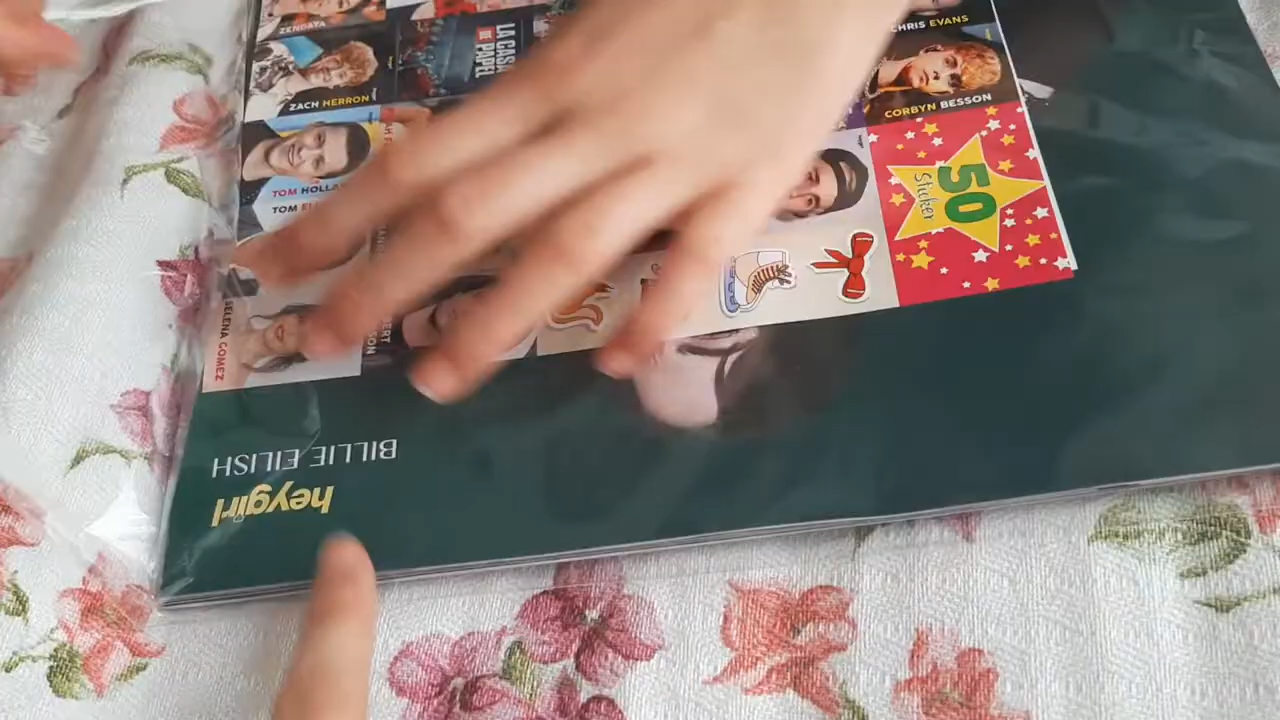 ZENDAYA
LA CASA
DE
PAPEL
CHRIS EVANS
ZACH HERRON
CORBYN BESSON
TOM HOLLA
TOM
50
Sticker
SELENA GOMEZ
BILLIE EILISH
heygirl